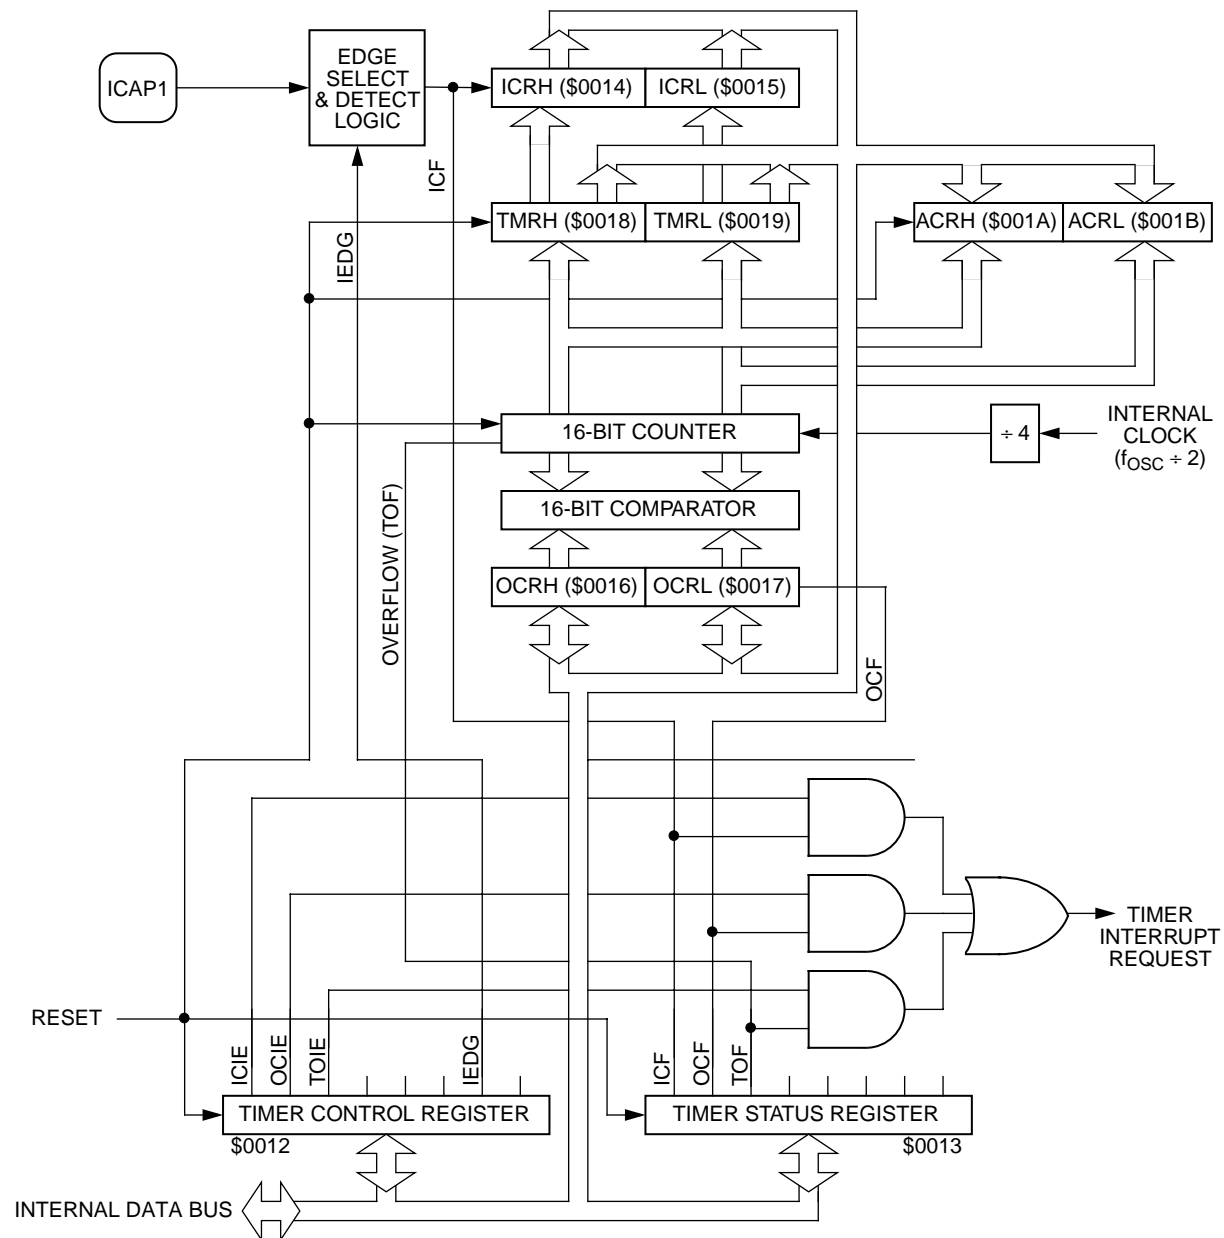 EDGE
SELECT
& DETECT
LOGIC
ICAP1
ICRH ($0014)
ICRL ($0015)
ICF
TMRH ($0018)
TMRL ($0019)
ACRH ($001A)
ACRL ($001B)
IEDG
16-BIT COUNTER
÷ 4
INTERNAL
CLOCK
(fOSC ÷ 2)
16-BIT COMPARATOR
OVERFLOW (TOF)
OCRH ($0016)
OCRL ($0017)
OCF
TIMER
INTERRUPT
REQUEST
RESET
ICIE
OCIE
TOIE
IEDG
ICF
OCF
TOF
TIMER CONTROL REGISTER
TIMER STATUS REGISTER
$0012
$0013
INTERNAL DATA BUS